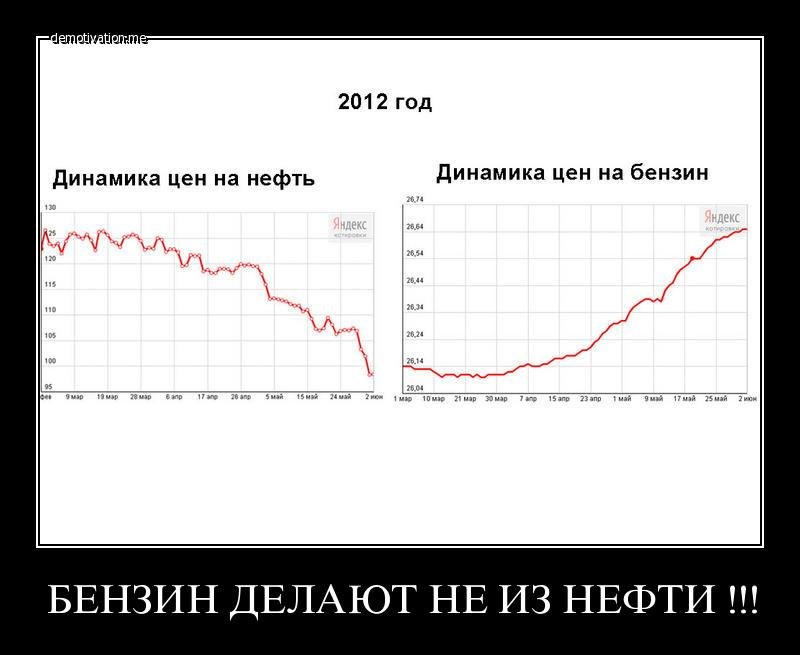 demotivation.me
2012 год
Динамика цен на нефть
Яндекс
котировки
130
125
120
115
110
105
100
95
фев 9 мар 19 мар 28 мар 6 апр 17 апр 26 апр 5 май 15 май 24 май 2 июн
Динамика цен на бензин
Яндекс
котировки
26,74
26,64
26,54
26,44
26,34
26,24
26,14
26,04
1 мар 10 мар 21 мар 30 мар 7 апр 15 апр 23 апр 1 май 9 май 17 май 25 май 2 июн
БЕНЗИН ДЕЛАЮТ НЕ ИЗ НЕФТИ !!!